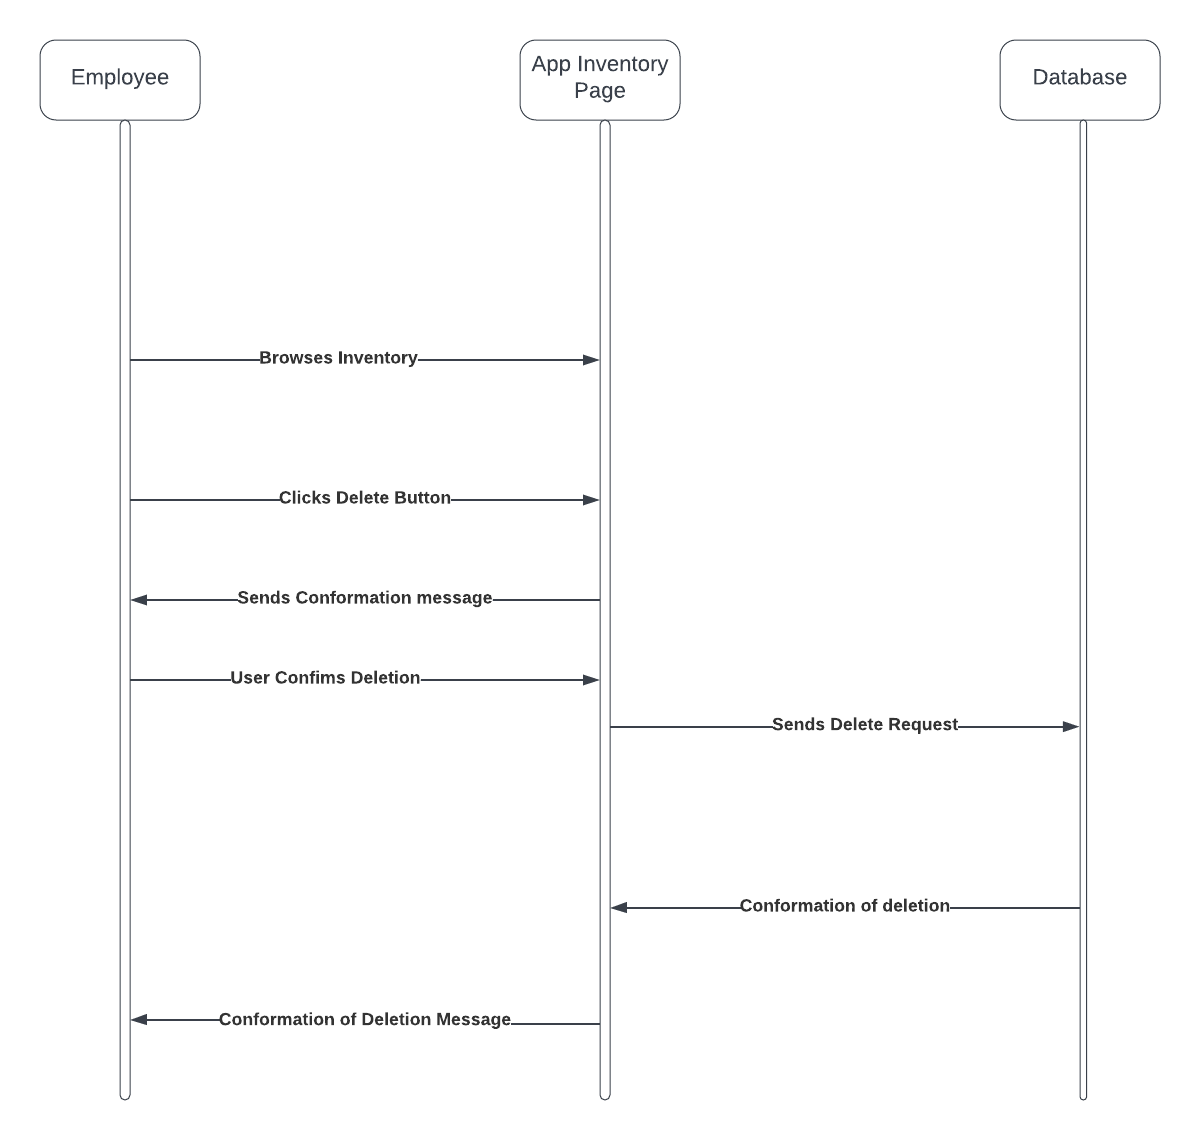 Employee
App Inventory
Page
Database
Browses Inventory
Clicks Delete Button
Sends Conformation message
User Confims Deletion
Sends Delete Request
Conformation of deletion
Conformation of Deletion Message